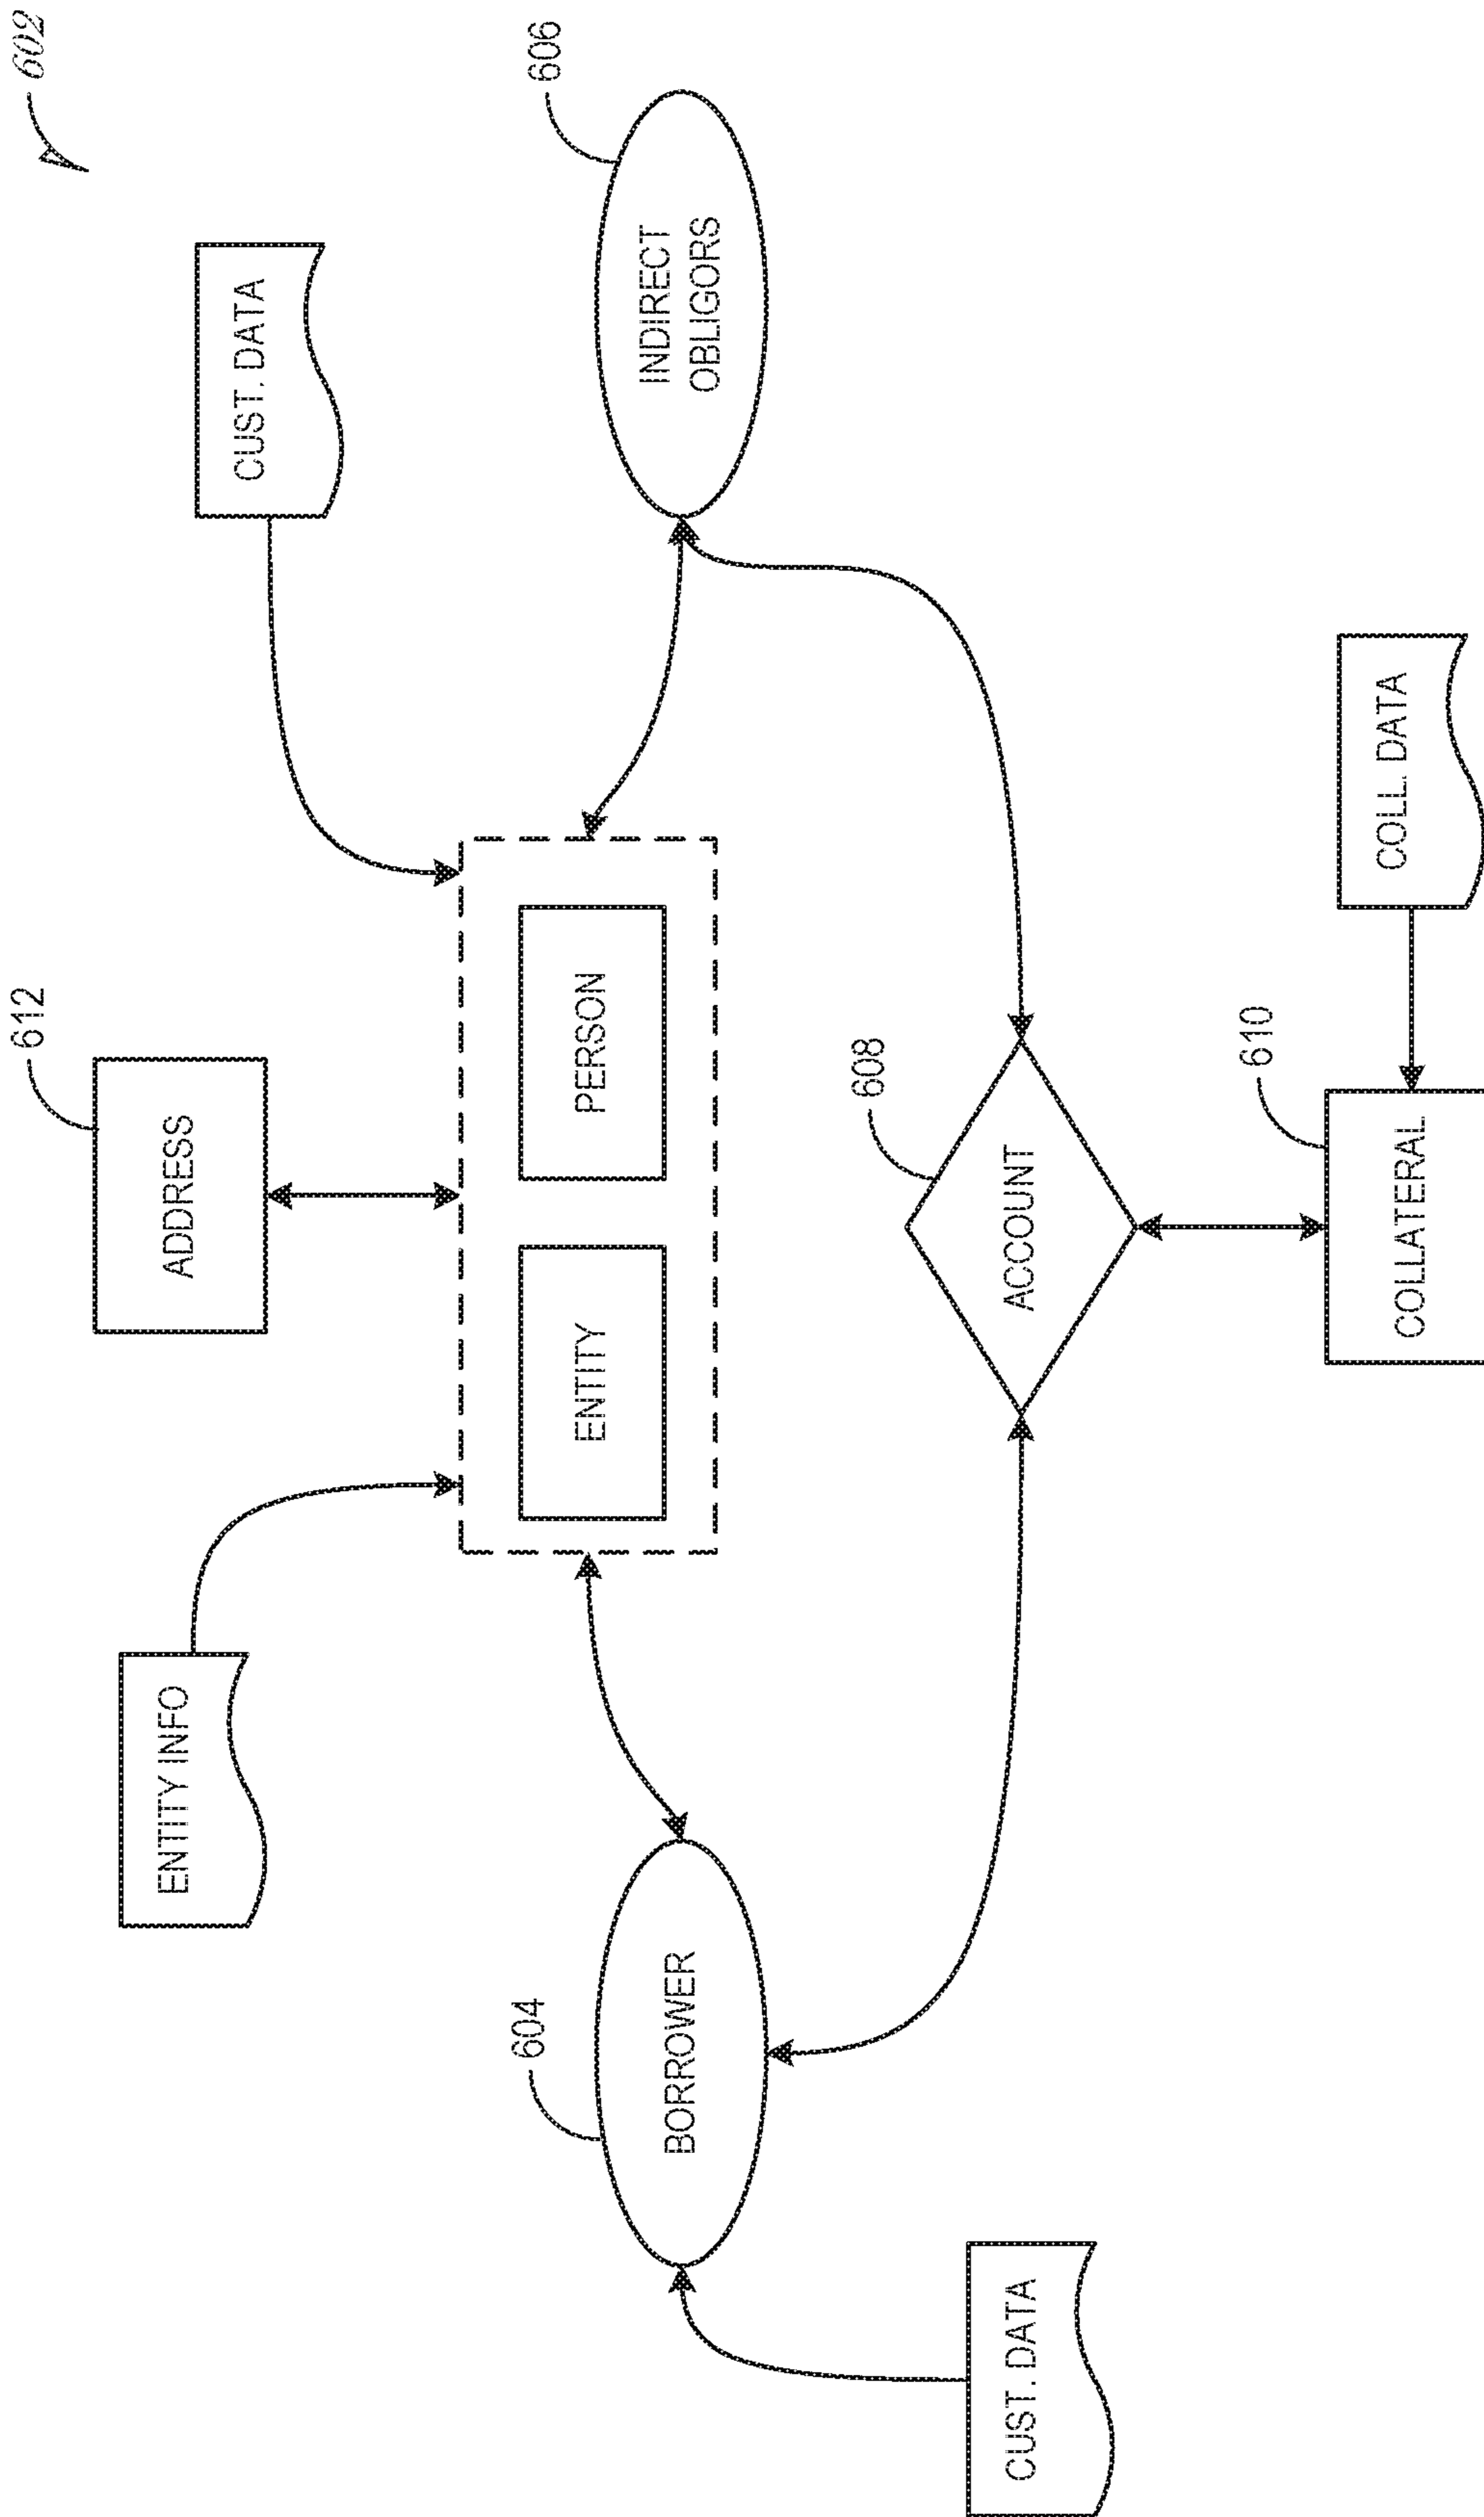 602
612
ADDRESS
CUST. DATA
ENTITY INFO
ENTITY
PERSON
604
606
BORROWER
INDIRECT
OBLIGORS
608
ACCOUNT
CUST. DATA
610
COLLATERAL
COLL. DATA